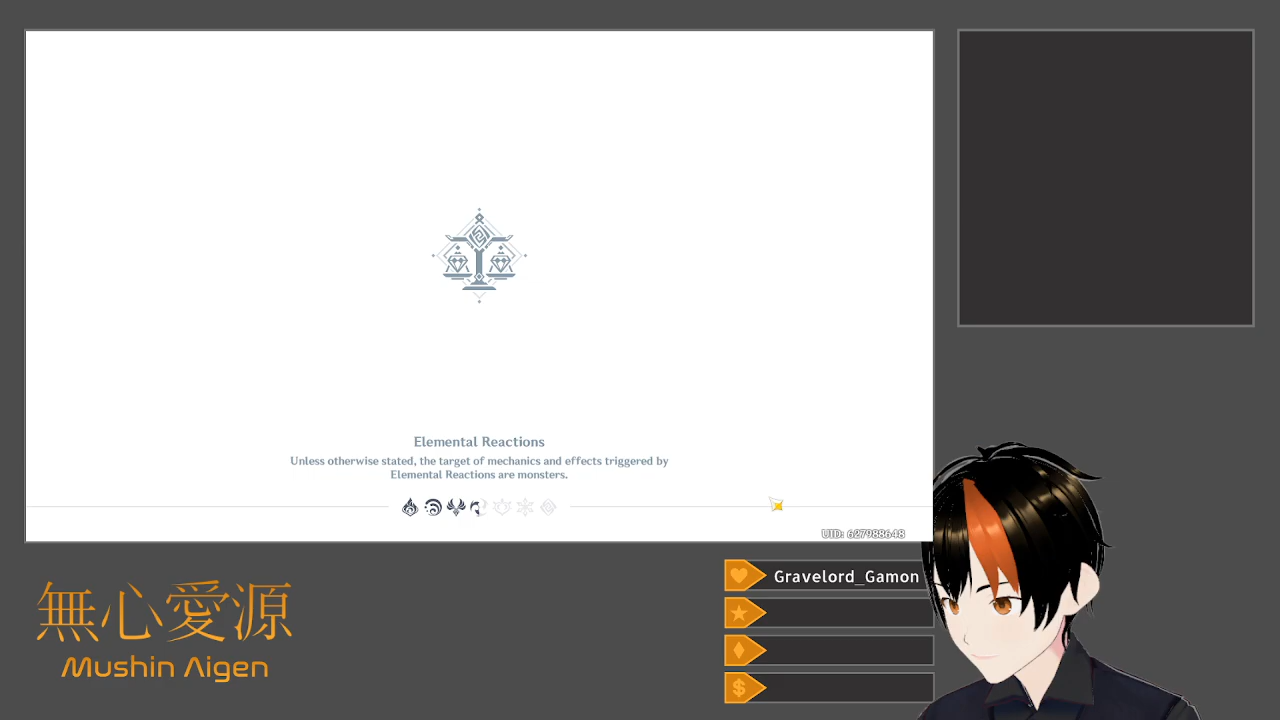 Elemental Reactions
Unless otherwise stated, the target of mechanics and effects triggered by
Elemental Reactions are monsters.
UID: 627988648
Gravelord_Gamon
無心愛源
Mushin Aigen